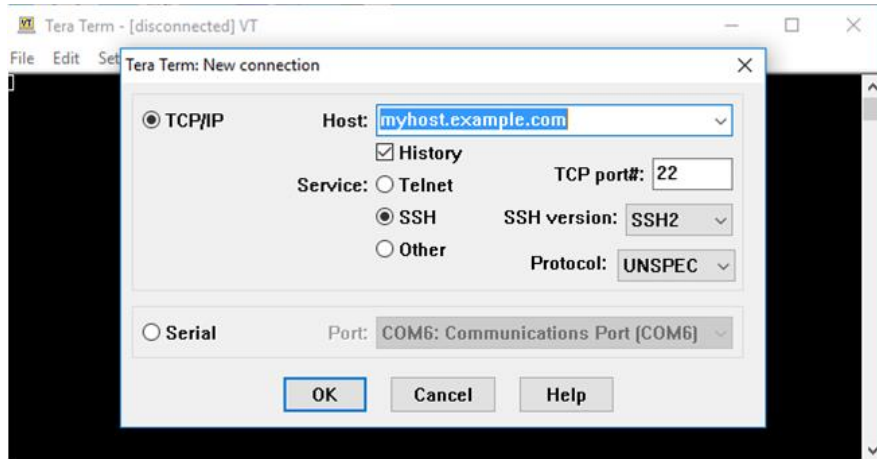 VT Tera Term - [disconnected] VT
File Edit Set
Tera Term: New connection
TCP/IP Host: myhost.example.com
History
Service: Telnet TCP port#: 22
SSH SSH version: SSH2
Other Protocol: UNSPEC
Serial Port: COM6: Communications Port (COM6)
OK Cancel Help